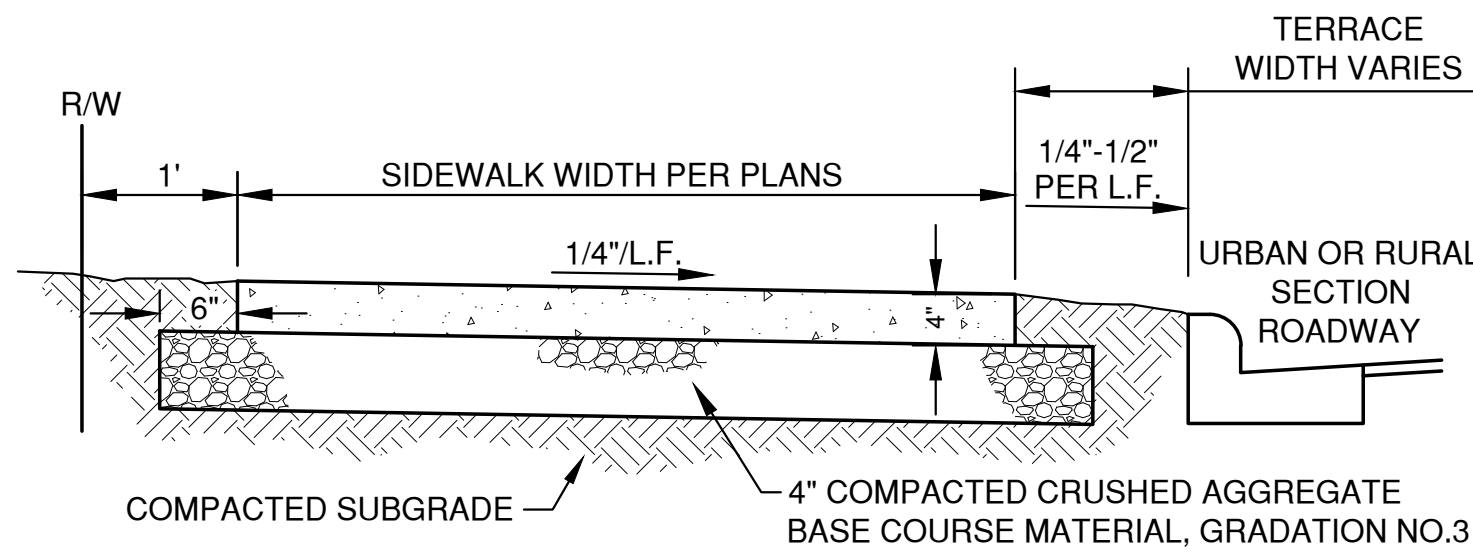 TERRACE
WIDTH VARIES
R/W
1'
SIDEWALK WIDTH PER PLANS
1/4"-1/2"
PER L.F.
1/4"/L.F.
URBAN OR RURAL
SECTION
ROADWAY
6"
4"
COMPACTED SUBGRADE
4" COMPACTED CRUSHED AGGREGATE
BASE COURSE MATERIAL, GRADATION NO.3